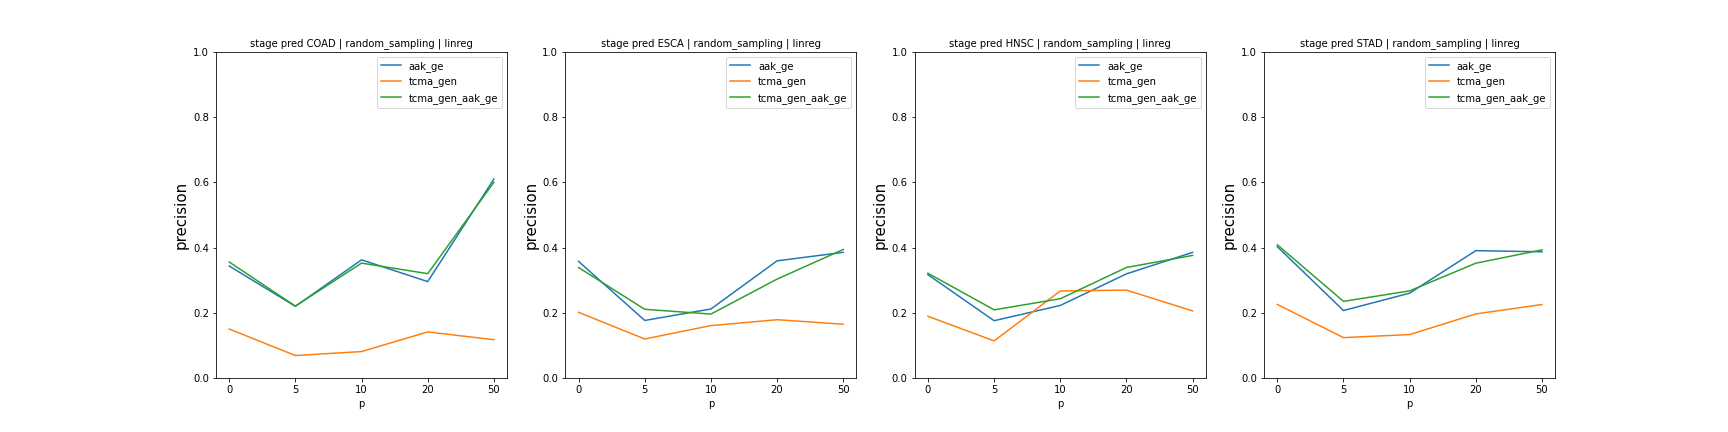 stage pred COAD | random_sampling | linreg
1.0
0.8
0.6
0.4
0.2
0.0
precision
aak_ge
tcma_gen
tcma_gen_aak_ge
0 5 10 20 50
p
stage pred ESCA | random_sampling | linreg
1.0
0.8
0.6
0.4
0.2
0.0
precision
aak_ge
tcma_gen
tcma_gen_aak_ge
0 5 10 20 50
p
stage pred HNSC | random_sampling | linreg
1.0
0.8
0.6
0.4
0.2
0.0
precision
aak_ge
tcma_gen
tcma_gen_aak_ge
0 5 10 20 50
p
stage pred STAD | random_sampling | linreg
1.0
0.8
0.6
0.4
0.2
0.0
precision
aak_ge
tcma_gen
tcma_gen_aak_ge
0 5 10 20 50
p